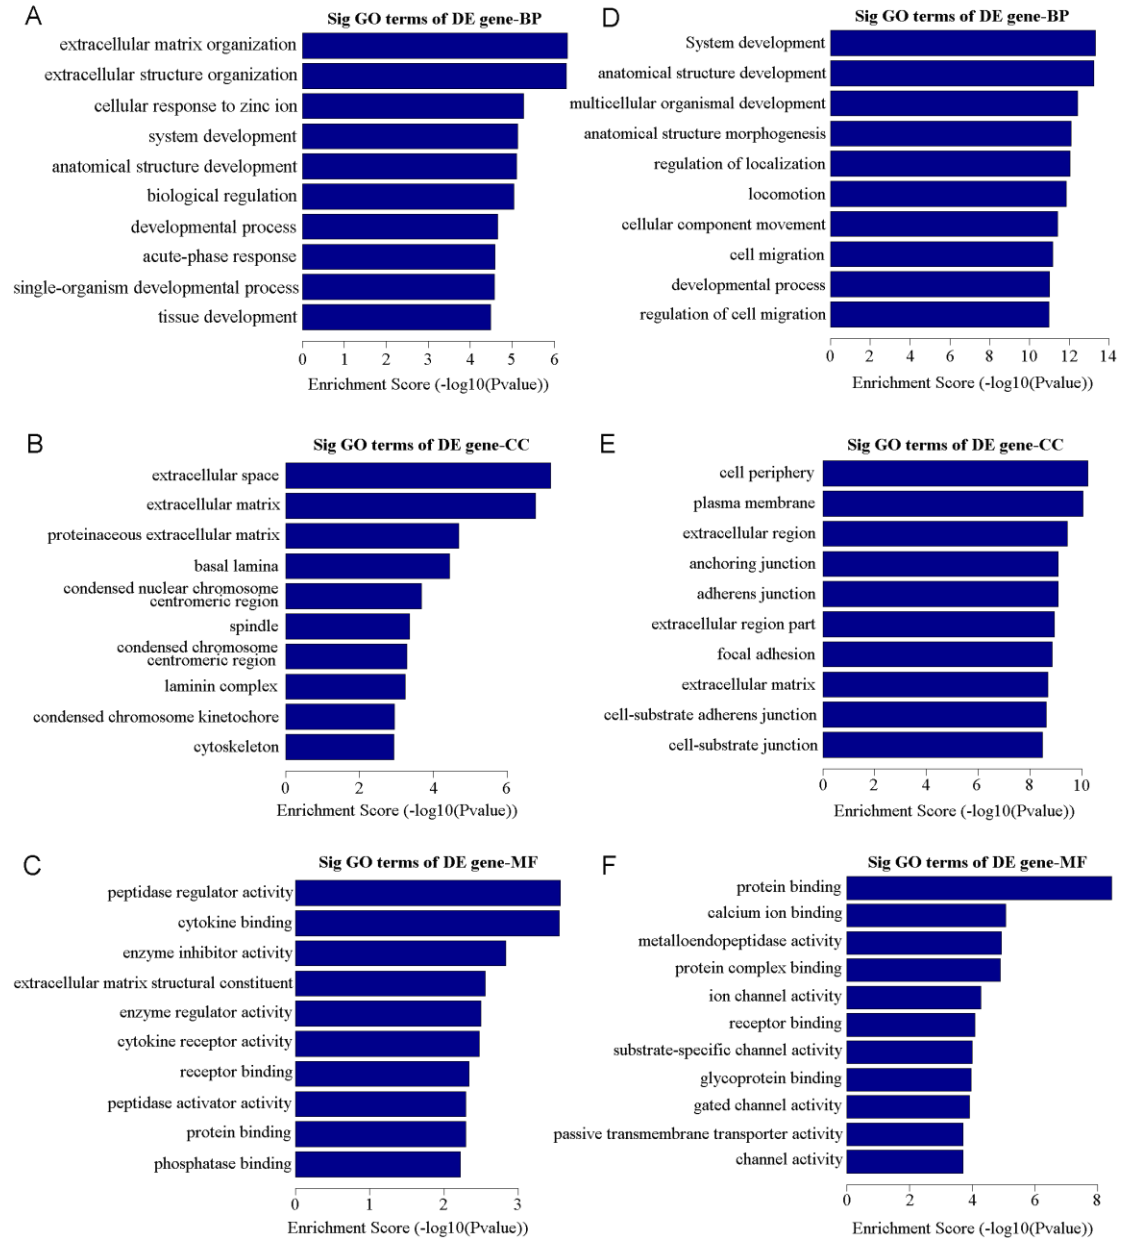 A
Sig GO terms of DE gene-BP
extracellular matrix organization
extracellular structure organization
cellular response to zinc ion
system development
anatomical structure development
biological regulation
developmental process
acute-phase response
single-organism developmental process
tissue development
0 1 2 3 4 5 6
Enrichment Score (-log10(Pvalue))
D
Sig GO terms of DE gene-BP
System development
anatomical structure development
multicellular organismal development
anatomical structure morphogenesis
regulation of localization
locomotion
cellular component movement
cell migration
developmental process
regulation of cell migration
0 2 4 6 8 10 12 14
Enrichment Score (-log10(Pvalue))
B
Sig GO terms of DE gene-CC
extracellular space
extracellular matrix
proteinaceous extracellular matrix
basal lamina
condensed nuclear chromosome
centromeric region
spindle
condensed chromosome
centromeric region
laminin complex
condensed chromosome kinetochore
cytoskeleton
0 2 4 6
Enrichment Score (-log10(Pvalue))
E
Sig GO terms of DE gene-CC
cell periphery
plasma membrane
extracellular region
anchoring junction
adherens junction
extracellular region part
focal adhesion
extracellular matrix
cell-substrate adherens junction
cell-substrate junction
0 2 4 6 8 10
Enrichment Score (-log10(Pvalue))
C
Sig GO terms of DE gene-MF
peptidase regulator activity
cytokine binding
enzyme inhibitor activity
extracellular matrix structural constituent
enzyme regulator activity
cytokine receptor activity
receptor binding
peptidase activator activity
protein binding
phosphatase binding
0 1 2 3
Enrichment Score (-log10(Pvalue))
F
Sig GO terms of DE gene-MF
protein binding
calcium ion binding
metalloendopeptidase activity
protein complex binding
ion channel activity
receptor binding
substrate-specific channel activity
glycoprotein binding
gated channel activity
passive transmembrane transporter activity
channel activity
0 2 4 6 8
Enrichment Score (-log10(Pvalue))